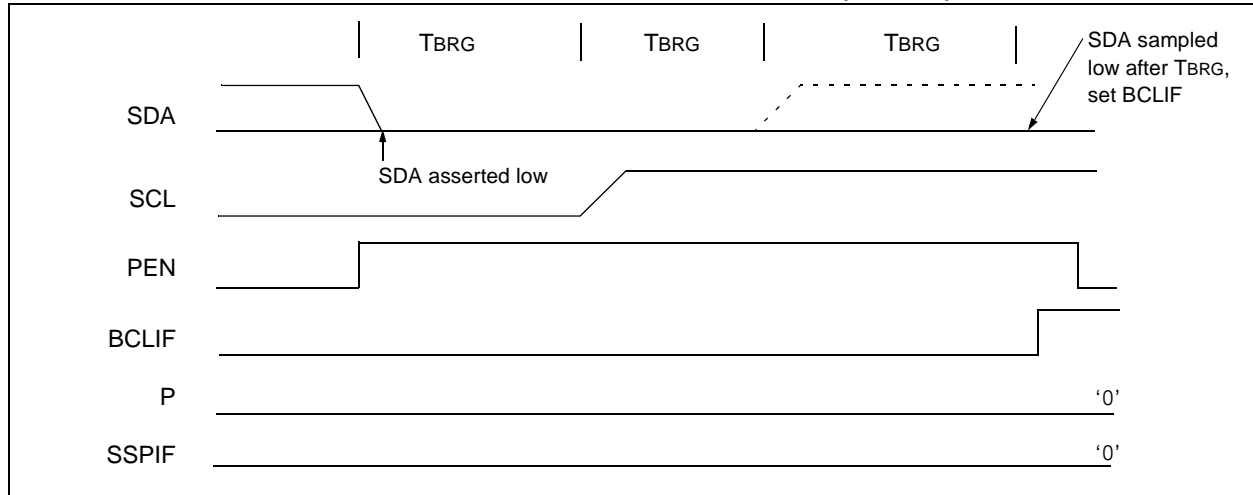 TBRG TBRG TBRG
SDA sampled
low after TBRG,
set BCLIF
SDA
SDA asserted low
SCL
PEN
BCLIF
P
‘0’
SSPIF
‘0’